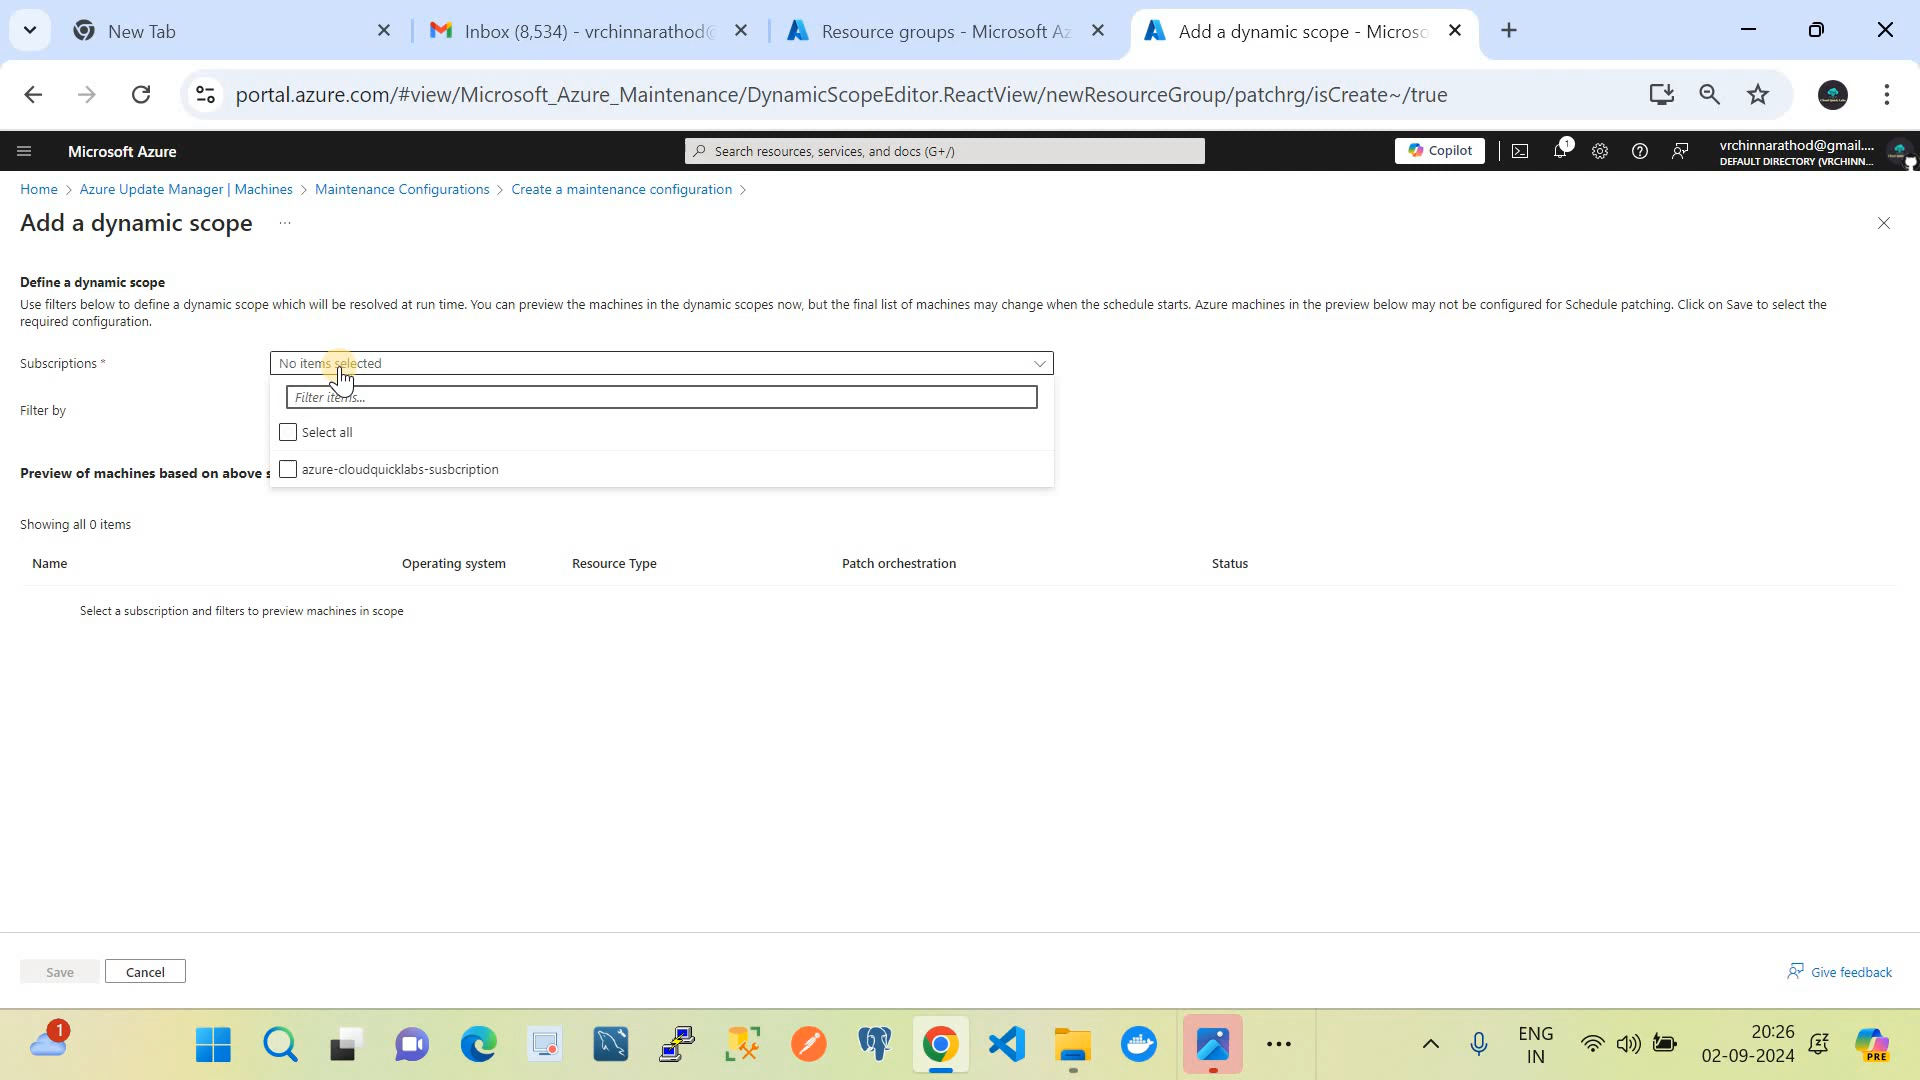 New Tab
Inbox (8,534) - vrchinnarathod@
Resource groups - Microsoft Az
Add a dynamic scope - Microso
portal.azure.com/#view/Microsoft_Azure_Maintenance/DynamicScopeEditor.ReactView/newResourceGroup/patchrg/isCreate~/true
Microsoft Azure
Search resources, services, and docs (G+/)
Copilot
1
vrchinnarathod@gmail....
DEFAULT DIRECTORY (VRCHINN...
Home > Azure Update Manager | Machines > Maintenance Configurations > Create a maintenance configuration >
Add a dynamic scope ...
Define a dynamic scope
Use filters below to define a dynamic scope which will be resolved at run time. You can preview the machines in the dynamic scopes now, but the final list of machines may change when the schedule starts. Azure machines in the preview below may not be configured for Schedule patching. Click on Save to select the
required configuration.
Subscriptions *
No items selected
Filter items...
Filter by
Select all
azure-cloudquicklabs-susbcription
Preview of machines based on above s
Showing all 0 items
Name Operating system Resource Type Patch orchestration Status
Select a subscription and filters to preview machines in scope
Save
Cancel
Give feedback
1
ENG
IN
20:26
02-09-2024
PRE